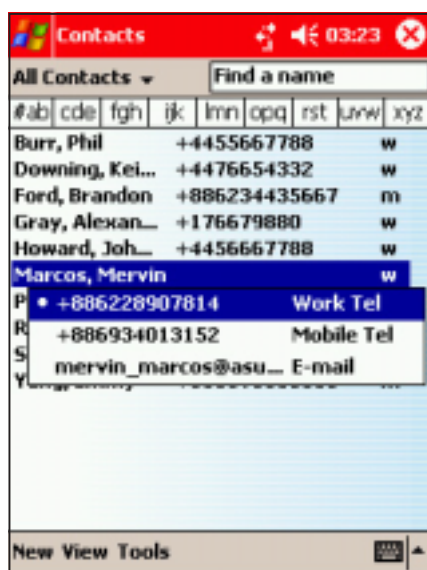 Contacts 03:23
All Contacts Find a name
#ab cde fgh ijk lmn opq rst uvw xyz
Burr, Phil +4455667788 w
Downing, Kei... +4476654332 w
Ford, Brandon +886234435667 m
Gray, Alexan... +176679880 w
Howard, Joh... +4456667788 w
Marcos, Mervin w
P • +886228907814 Work Tel
R +886934013152 Mobile Tel
S mervin_marcos@asu... E-mail
New View Tools